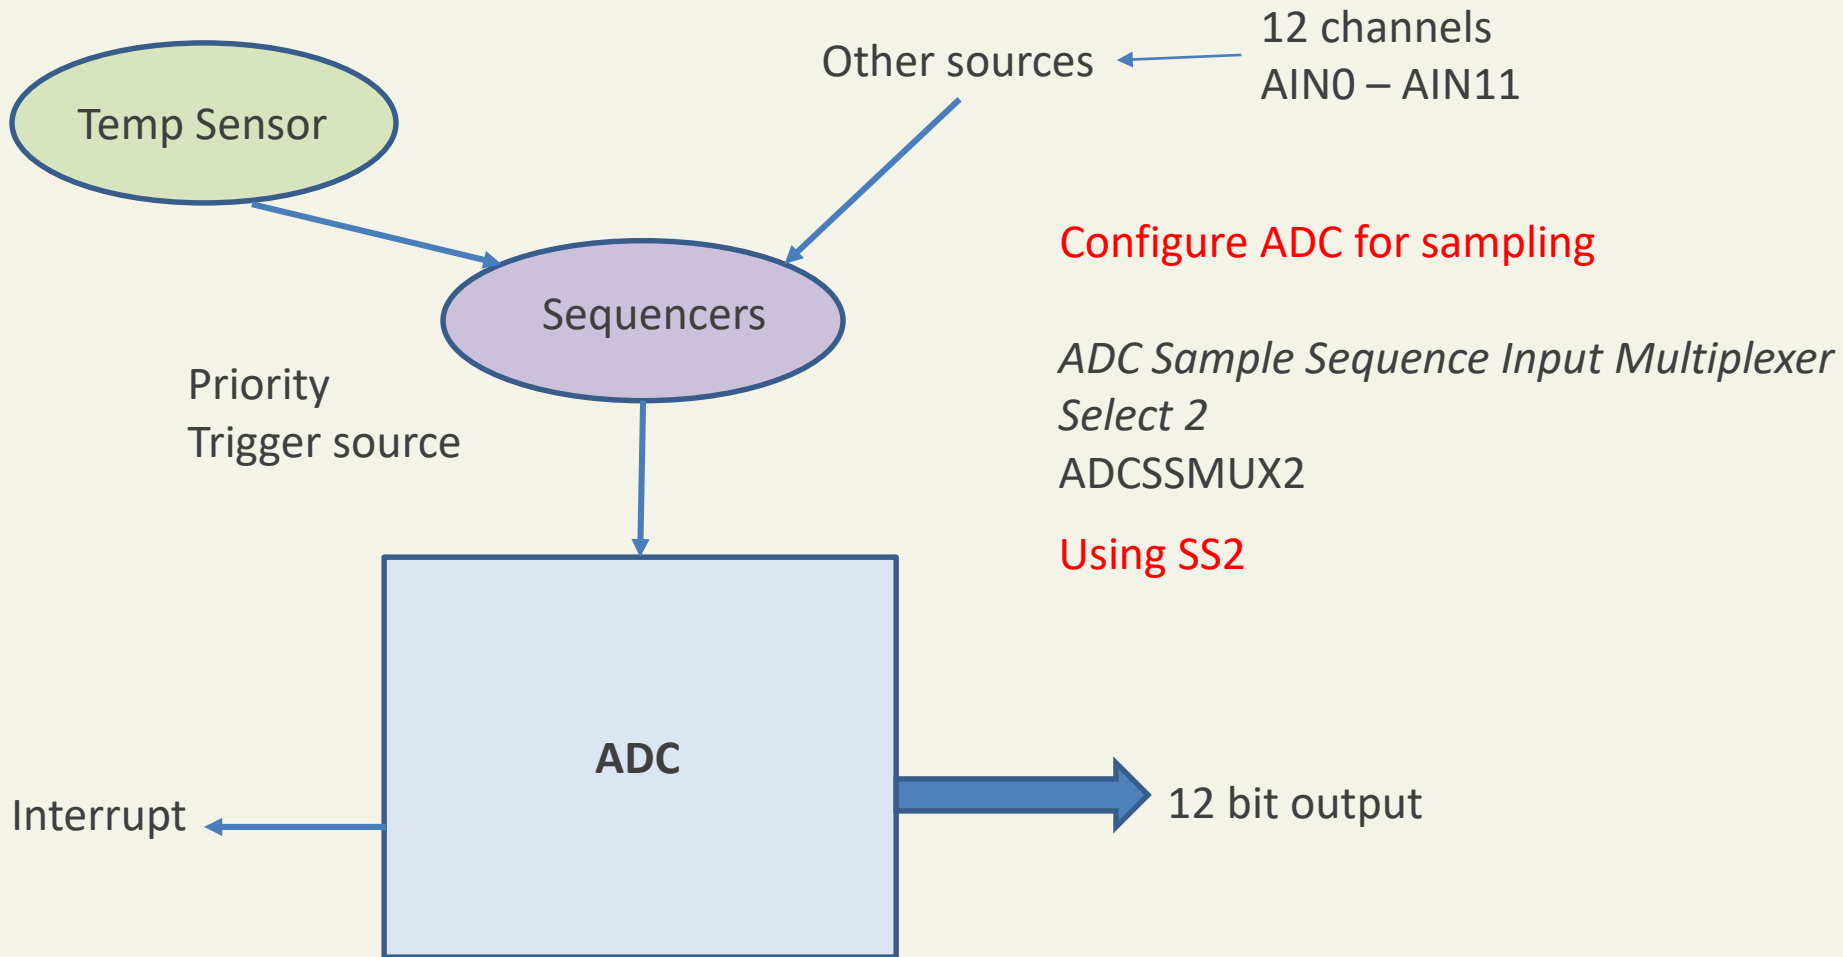 12 channels
AIN0 – AIN11
Other sources
Temp Sensor
Configure ADC for sampling
Sequencers
ADC Sample Sequence Input Multiplexer
Select 2
ADCSSMUX2
Priority
Trigger source
Using SS2
ADC
Interrupt
12 bit output